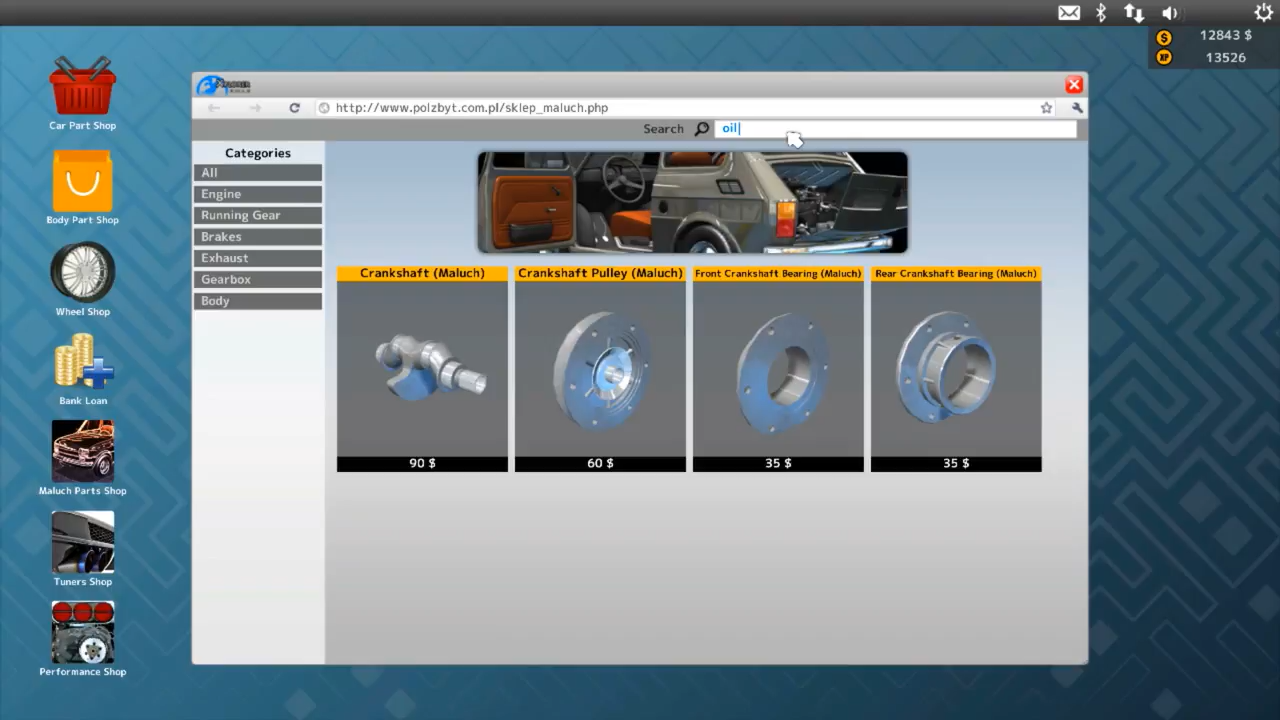 12843 $
13526
http://www.polzbyt.com.pl/sklep_maluch.php
Search oil
Car Part Shop
Body Part Shop
Wheel Shop
Bank Loan
Maluch Parts Shop
Tuners Shop
Performance Shop
Categories
All
Engine
Running Gear
Brakes
Exhaust
Gearbox
Body
Crankshaft (Maluch)
90 $
Crankshaft Pulley (Maluch)
60 $
Front Crankshaft Bearing (Maluch)
35 $
Rear Crankshaft Bearing (Maluch)
35 $
$
XP